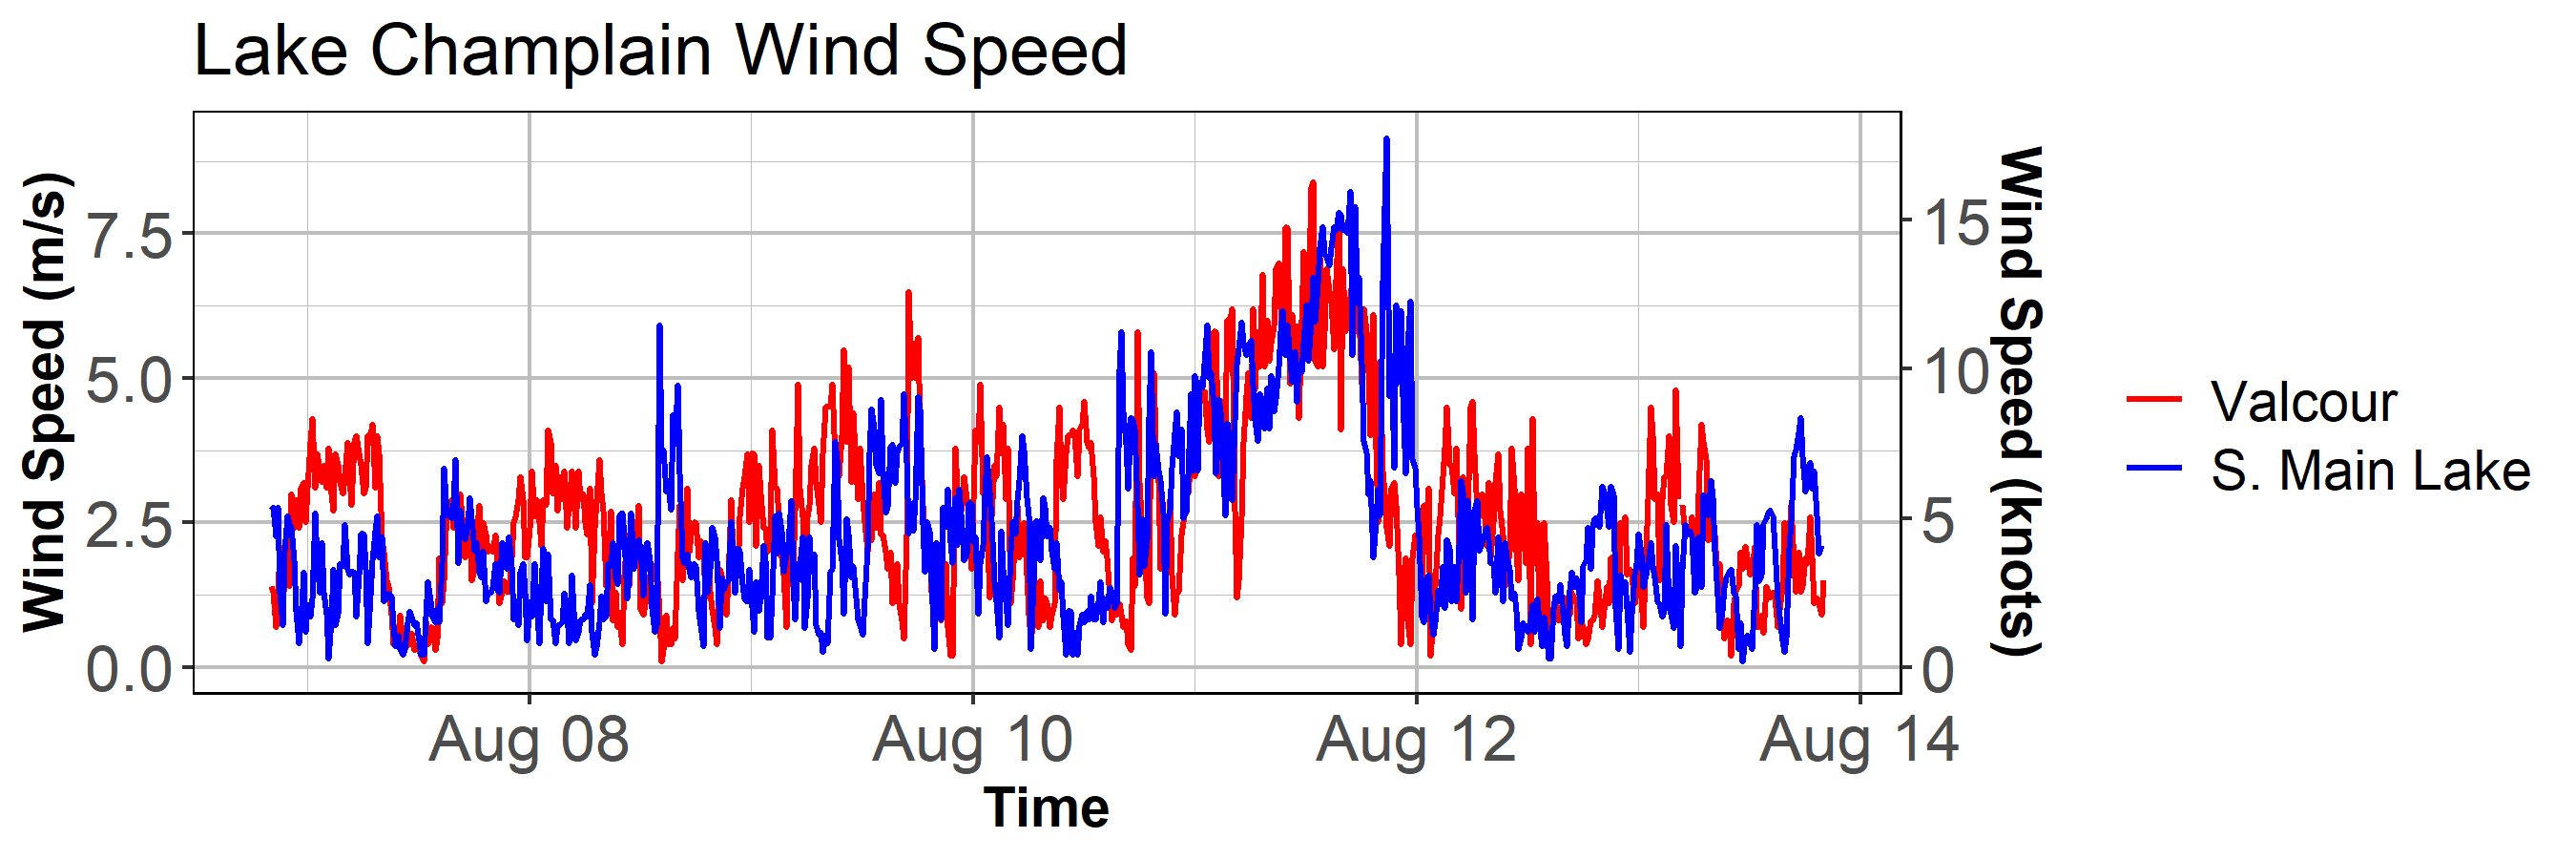 Lake Champlain Wind Speed
Wind Speed (m/s)
7.5
5.0
2.5
0.0
15
10
5
0
Wind Speed (knots)
Aug 08
Aug 10
Aug 12
Aug 14
Time
Valcour
S. Main Lake